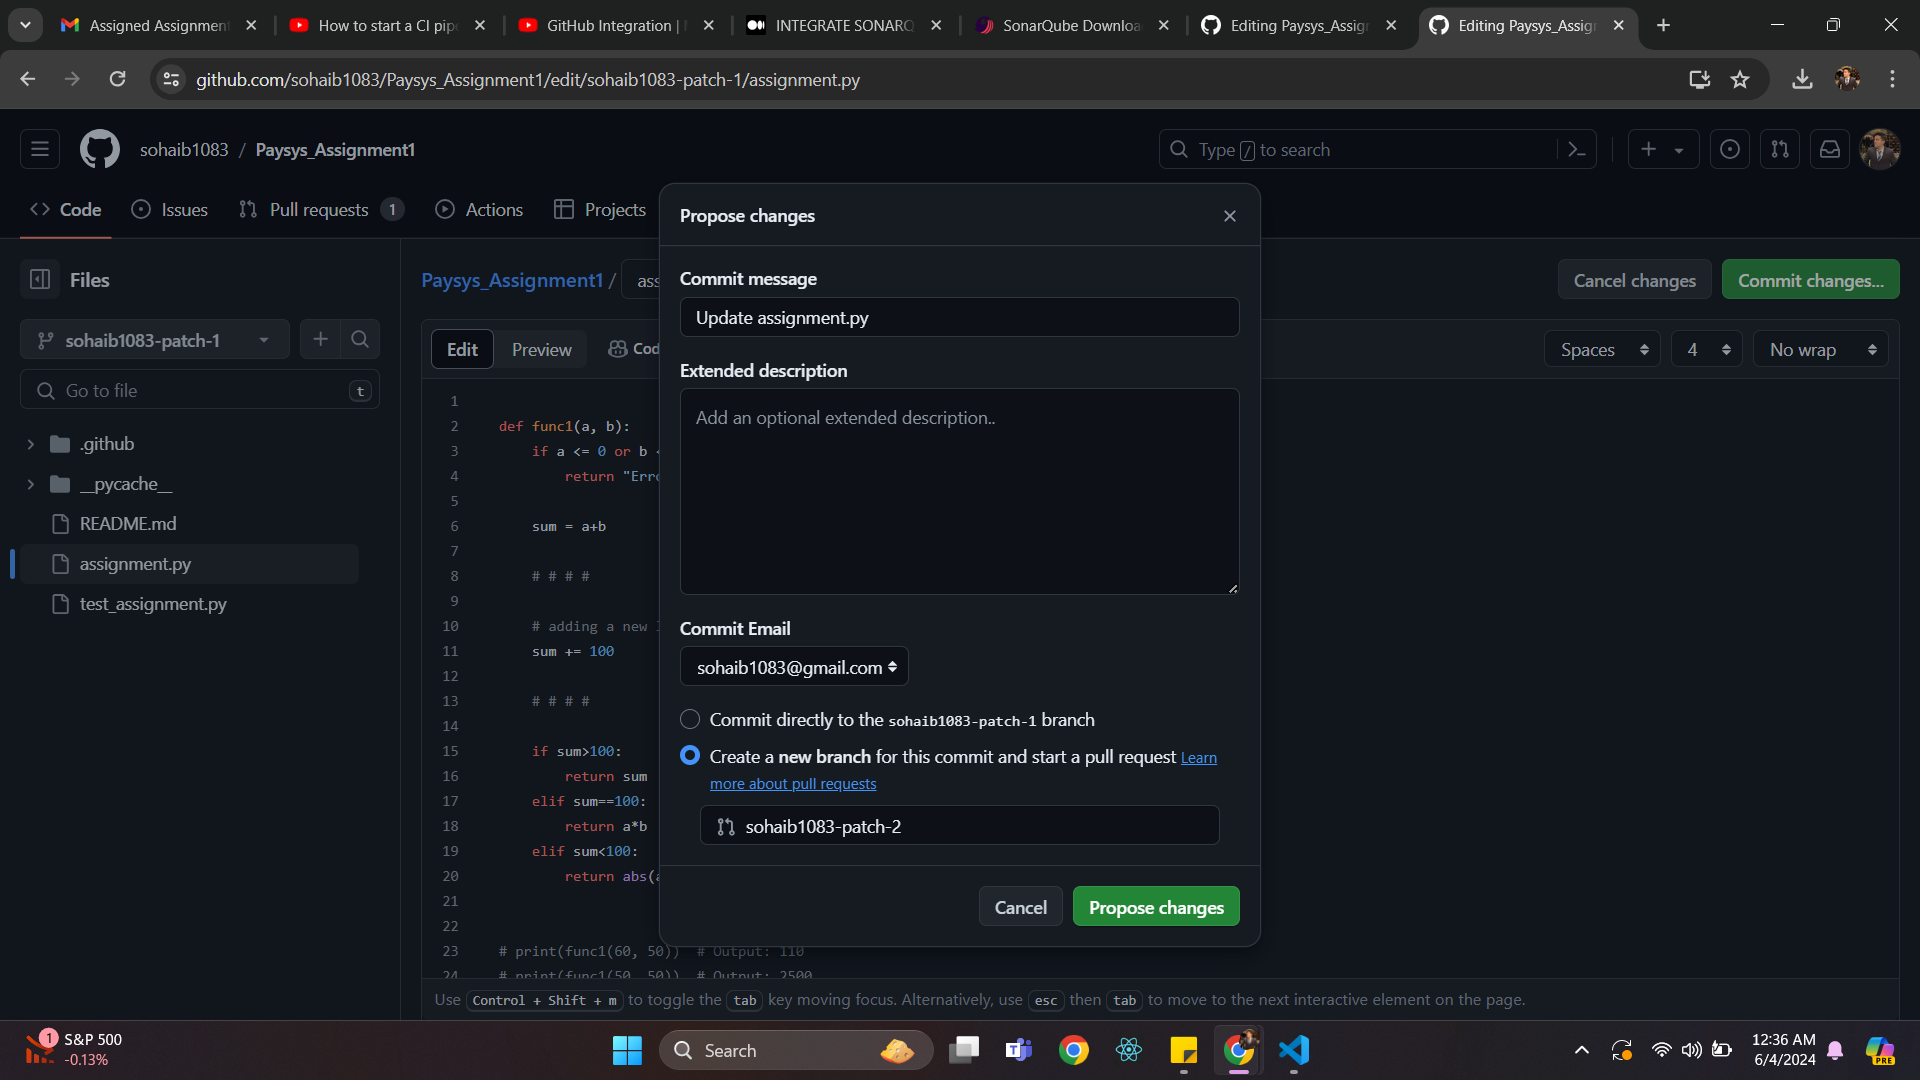 Assigned Assignment
How to start a CI pip
GitHub Integration |
INTEGRATE SONARQ
SonarQube Downloa
Editing Paysys_Assig
Editing Paysys_Assig
github.com/sohaib1083/Paysys_Assignment1/edit/sohaib1083-patch-1/assignment.py
sohaib1083 / Paysys_Assignment1
Type / to search
Code
Issues
Pull requests 1
Actions
Projects
Propose changes
Files
Paysys_Assignment1 / ass
Cancel changes
Commit changes...
Commit message
Update assignment.py
sohaib1083-patch-1
Edit
Preview
Cod
Spaces
4
No wrap
Extended description
Add an optional extended description..
Go to file
t
.github
__pycache__
README.md
assignment.py
test_assignment.py
1
2 def func1(a, b):
3 if a <= 0 or b <
4 return "Erro
5
6 sum = a+b
7
8 # # # #
9
10 # adding a new
11 sum += 100
12
13 # # # #
14
15 if sum>100:
16 return sum
17 elif sum==100:
18 return a*b
19 elif sum<100:
20 return abs(a
21
22
23 # print(func1(60, 50)) # Output: 110
24 # print(func1(50, 50)) # Output: 2500
Commit Email
sohaib1083@gmail.com
Commit directly to the sohaib1083-patch-1 branch
Create a new branch for this commit and start a pull request Learn
more about pull requests
sohaib1083-patch-2
Cancel
Propose changes
Use Control + Shift + m to toggle the tab key moving focus. Alternatively, use esc then tab to move to the next interactive element on the page.
1
S&P 500
-0.13%
Search
12:36 AM
6/4/2024
PRE